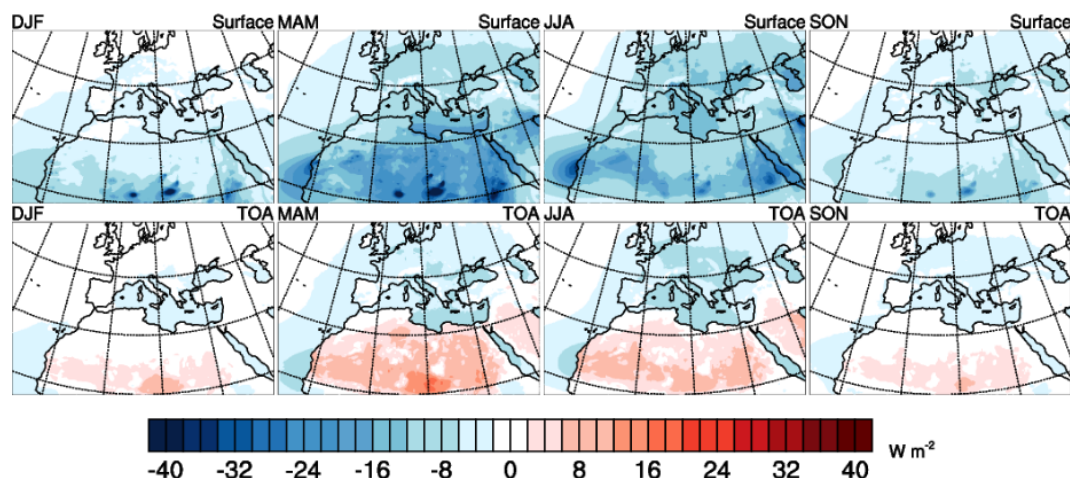 DJF Surface MAM Surface JJA Surface SON Surface
DJF TOA MAM TOA JJA TOA SON TOA
-40 -32 -24 -16 -8 0 8 16 24 32 40 W m⁻²